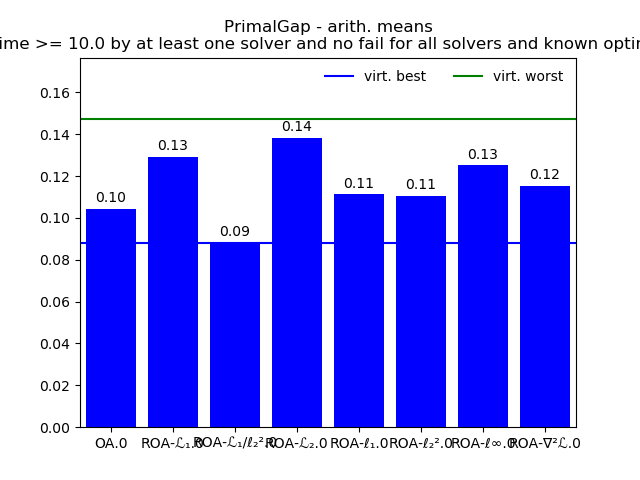 PrimalGap - arith. means
ime >= 10.0 by at least one solver and no fail for all solvers and known optim
virt. best virt. worst
0.16
0.14
0.12
0.10
0.08
0.06
0.04
0.02
0.00
0.10 0.13 0.09 0.14 0.11 0.11 0.13 0.12
OA.0 ROA-ℒ₁.0 ROA-ℒ₁/ℓ₂².0 ROA-ℒ₂.0 ROA-ℓ₁.0 ROA-ℓ₂².0 ROA-ℓ∞.0 ROA-∇²ℒ.0